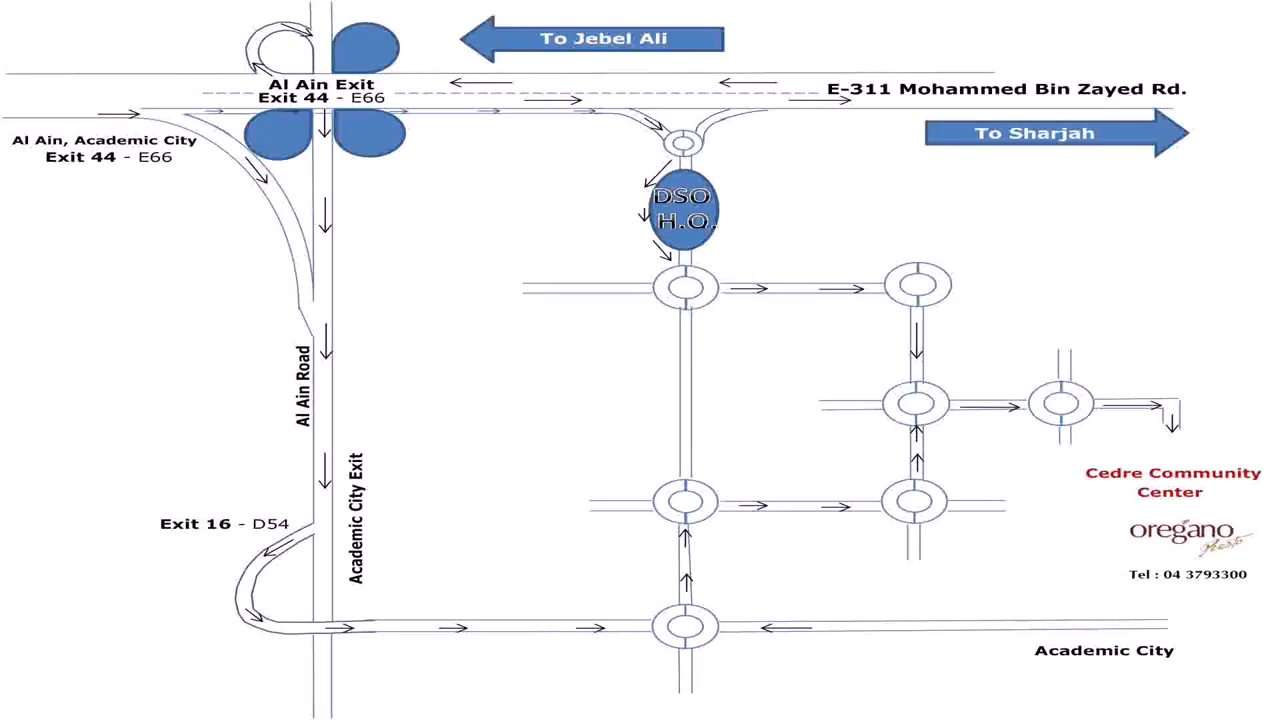 To Jebel Ali
Al Ain Exit
Exit 44 - E66
E-311 Mohammed Bin Zayed Rd.
To Sharjah
Al Ain, Academic City
Exit 44 - E66
DSO
H.Q.
Al Ain Road
Academic City Exit
Cedre Community
Center
Exit 16 - D54
oregano
Tel : 04 3793300
Academic City